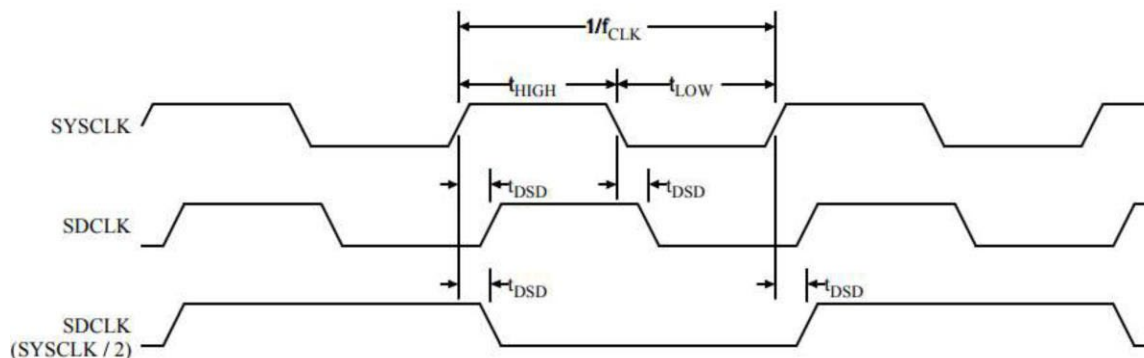 1/fCLK
tHIGH tLOW
SYSCLK
tDSD tDSD
SDCLK
tDSD tDSD
SDCLK
(SYSCLK / 2)